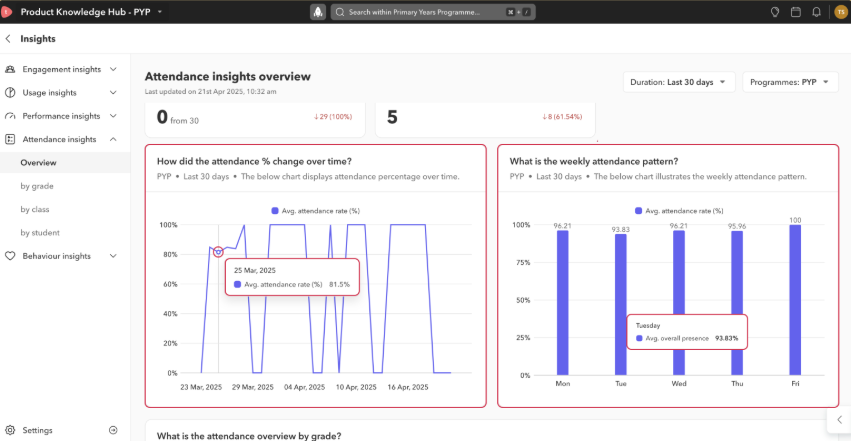 Product Knowledge Hub - PYP
Search within Primary Years Programme...
⌘ + /
TS
Insights
Engagement insights
Usage insights
Performance insights
Attendance insights
Overview
by grade
by class
by student
Behaviour insights
Settings
Attendance insights overview
Last updated on 21st Apr 2025, 10:32 am
Duration: Last 30 days
Programmes: PYP
0 from 30
↓29 (100%)
5
↓8 (61.54%)
How did the attendance % change over time?
PYP • Last 30 days • The below chart displays attendance percentage over time.
Avg. attendance rate (%)
100%
80%
60%
40%
20%
0%
25 Mar, 2025
Avg. attendance rate (%) 81.5%
23 Mar, 2025 29 Mar, 2025 04 Apr, 2025 10 Apr, 2025 16 Apr, 2025
What is the weekly attendance pattern?
PYP • Last 30 days • The below chart illustrates the weekly attendance pattern.
Avg. attendance rate (%)
100%
75%
50%
25%
0%
96.21 93.83 96.21 95.96 100
Tuesday
Avg. overall presence 93.83%
Mon Tue Wed Thu Fri
What is the attendance overview by grade?